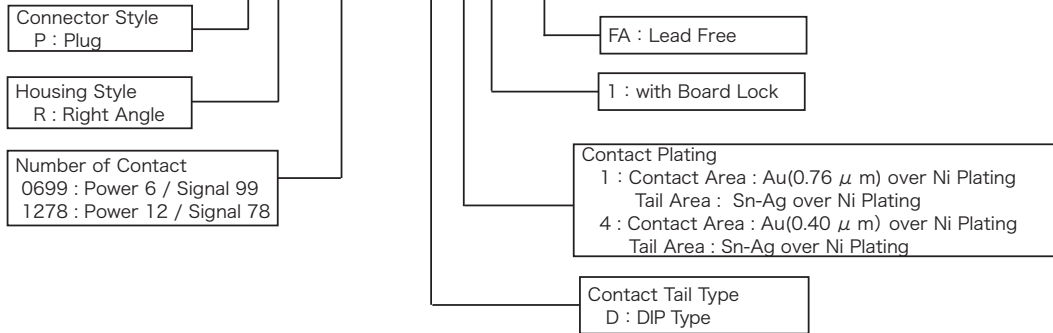 Connector Style
P : Plug
Housing Style
R : Right Angle
Number of Contact
0699 : Power 6 / Signal 99
1278 : Power 12 / Signal 78
FA : Lead Free
1 : with Board Lock
Contact Plating
1 : Contact Area : Au(0.76 μ m) over Ni Plating
Tail Area : Sn-Ag over Ni Plating
4 : Contact Area : Au(0.40 μ m) over Ni Plating
Tail Area : Sn-Ag over Ni Plating
Contact Tail Type
D : DIP Type